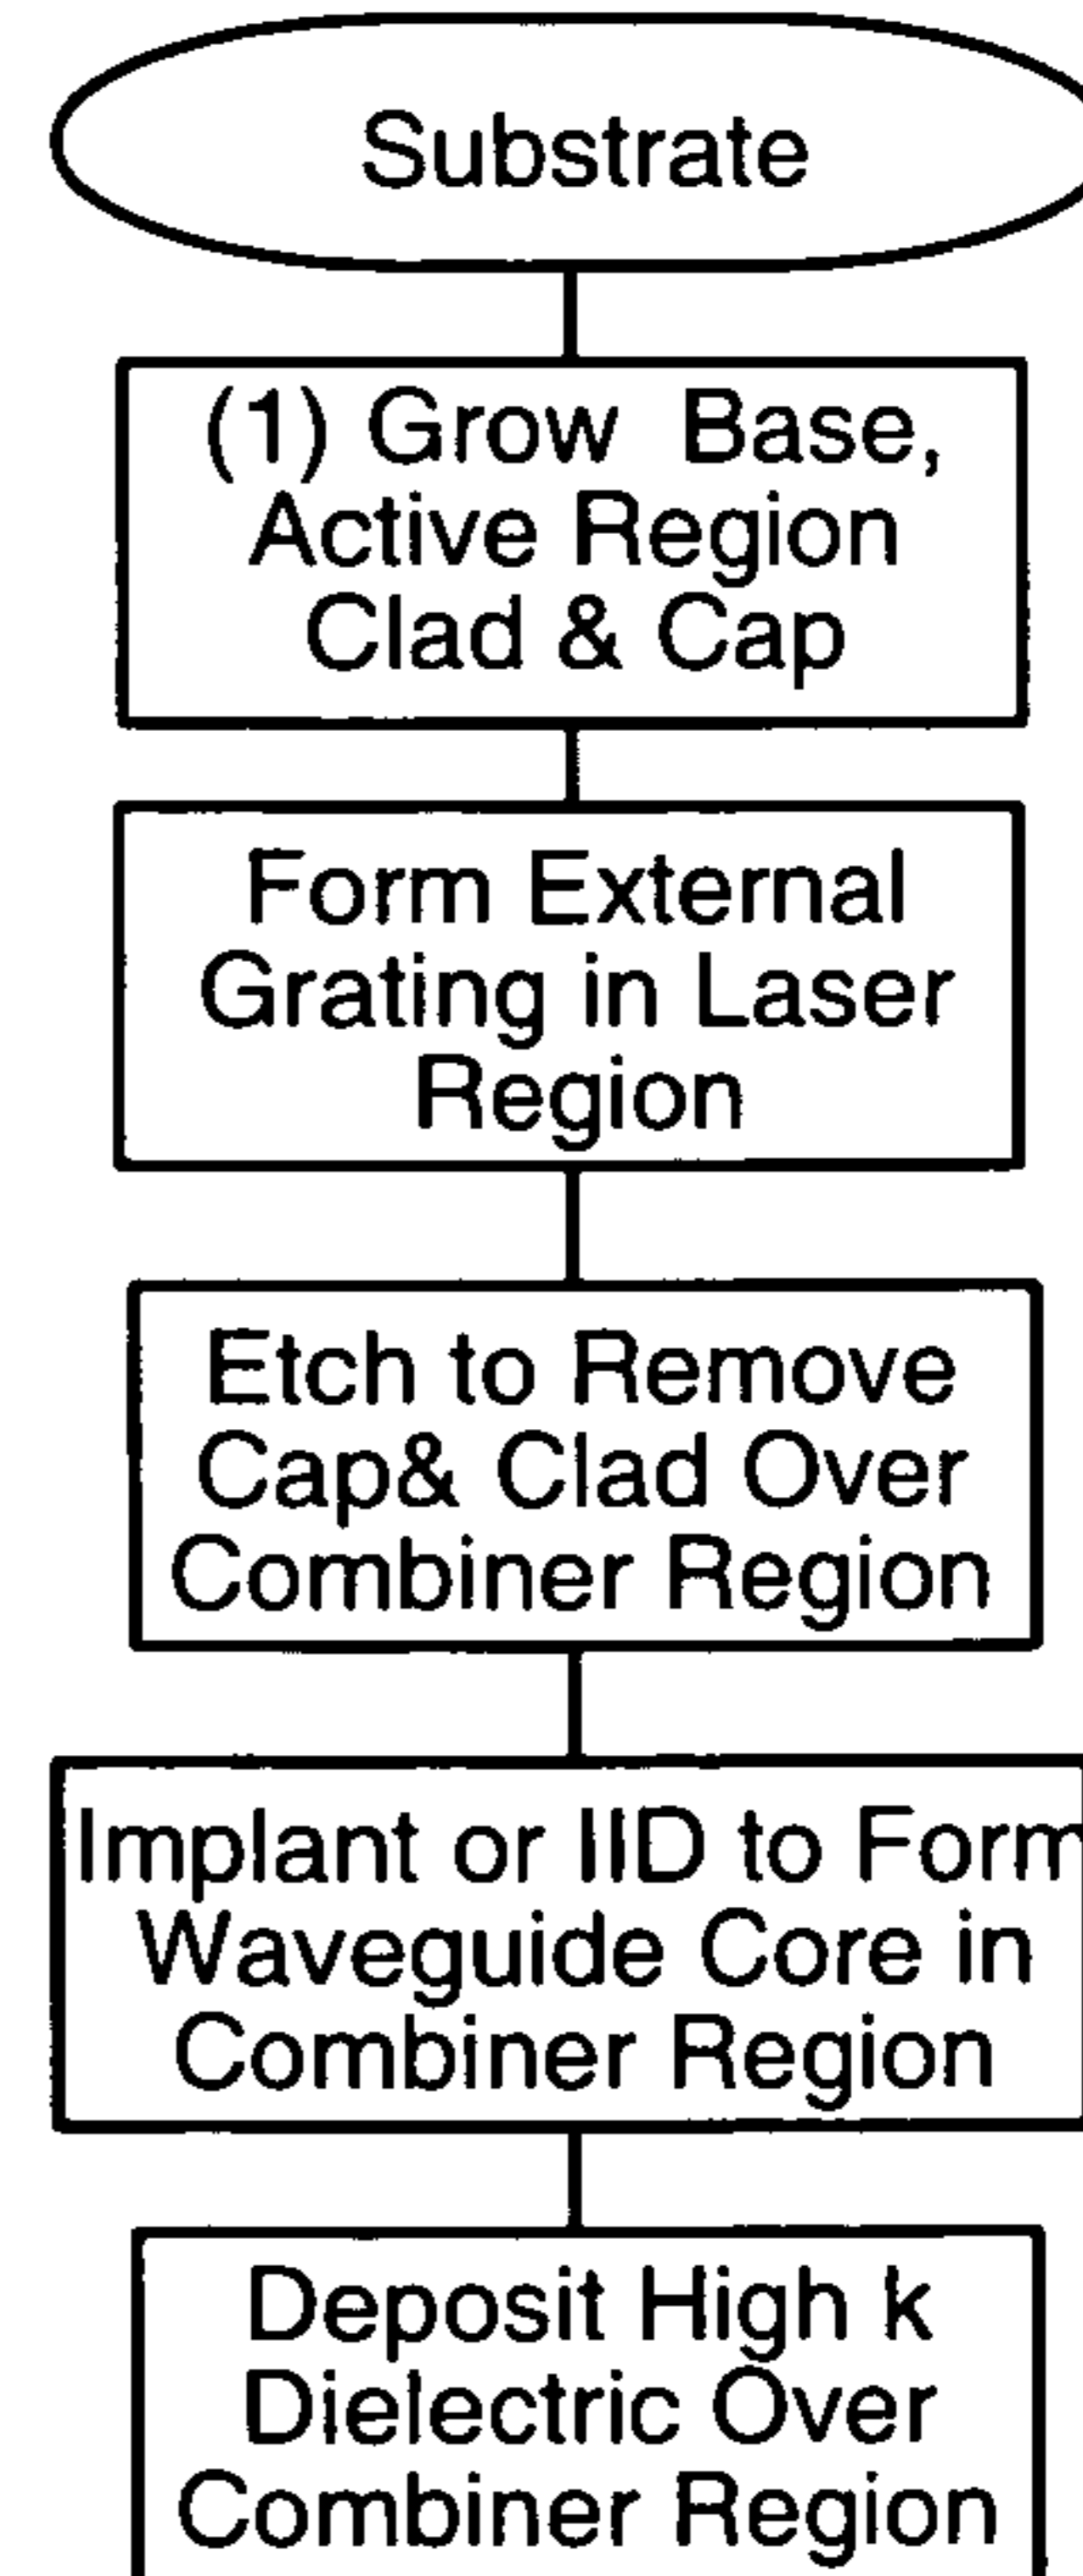 Substrate
(1) Grow Base,
Active Region
Clad & Cap
Form External
Grating in Laser
Region
Etch to Remove
Cap& Clad Over
Combiner Region
Implant or IID to Form
Waveguide Core in
Combiner Region
Deposit High k
Dielectric Over
Combiner Region